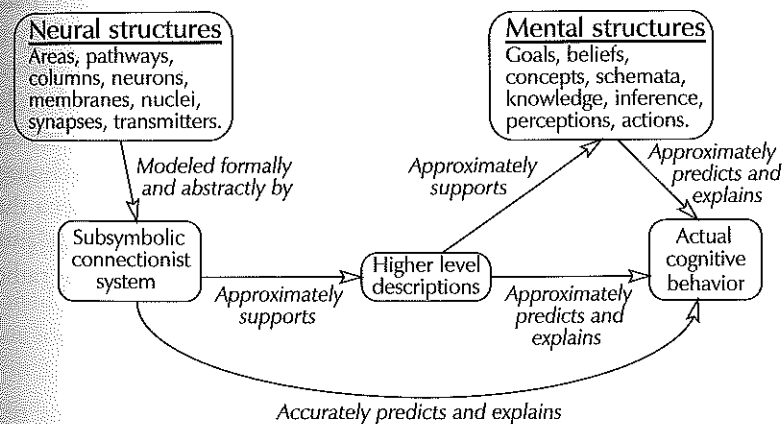 Neural structures
Areas, pathways,
columns, neurons,
membranes, nuclei,
synapses, transmitters.
Mental structures
Goals, beliefs,
concepts, schemata,
knowledge, inference,
perceptions, actions.
Modeled formally
and abstractly by
Approximately
supports
Approximately
predicts and
explains
Subsymbolic
connectionist
system
Approximately
supports
Higher level
descriptions
Approximately
predicts and
explains
Actual
cognitive
behavior
Accurately predicts and explains